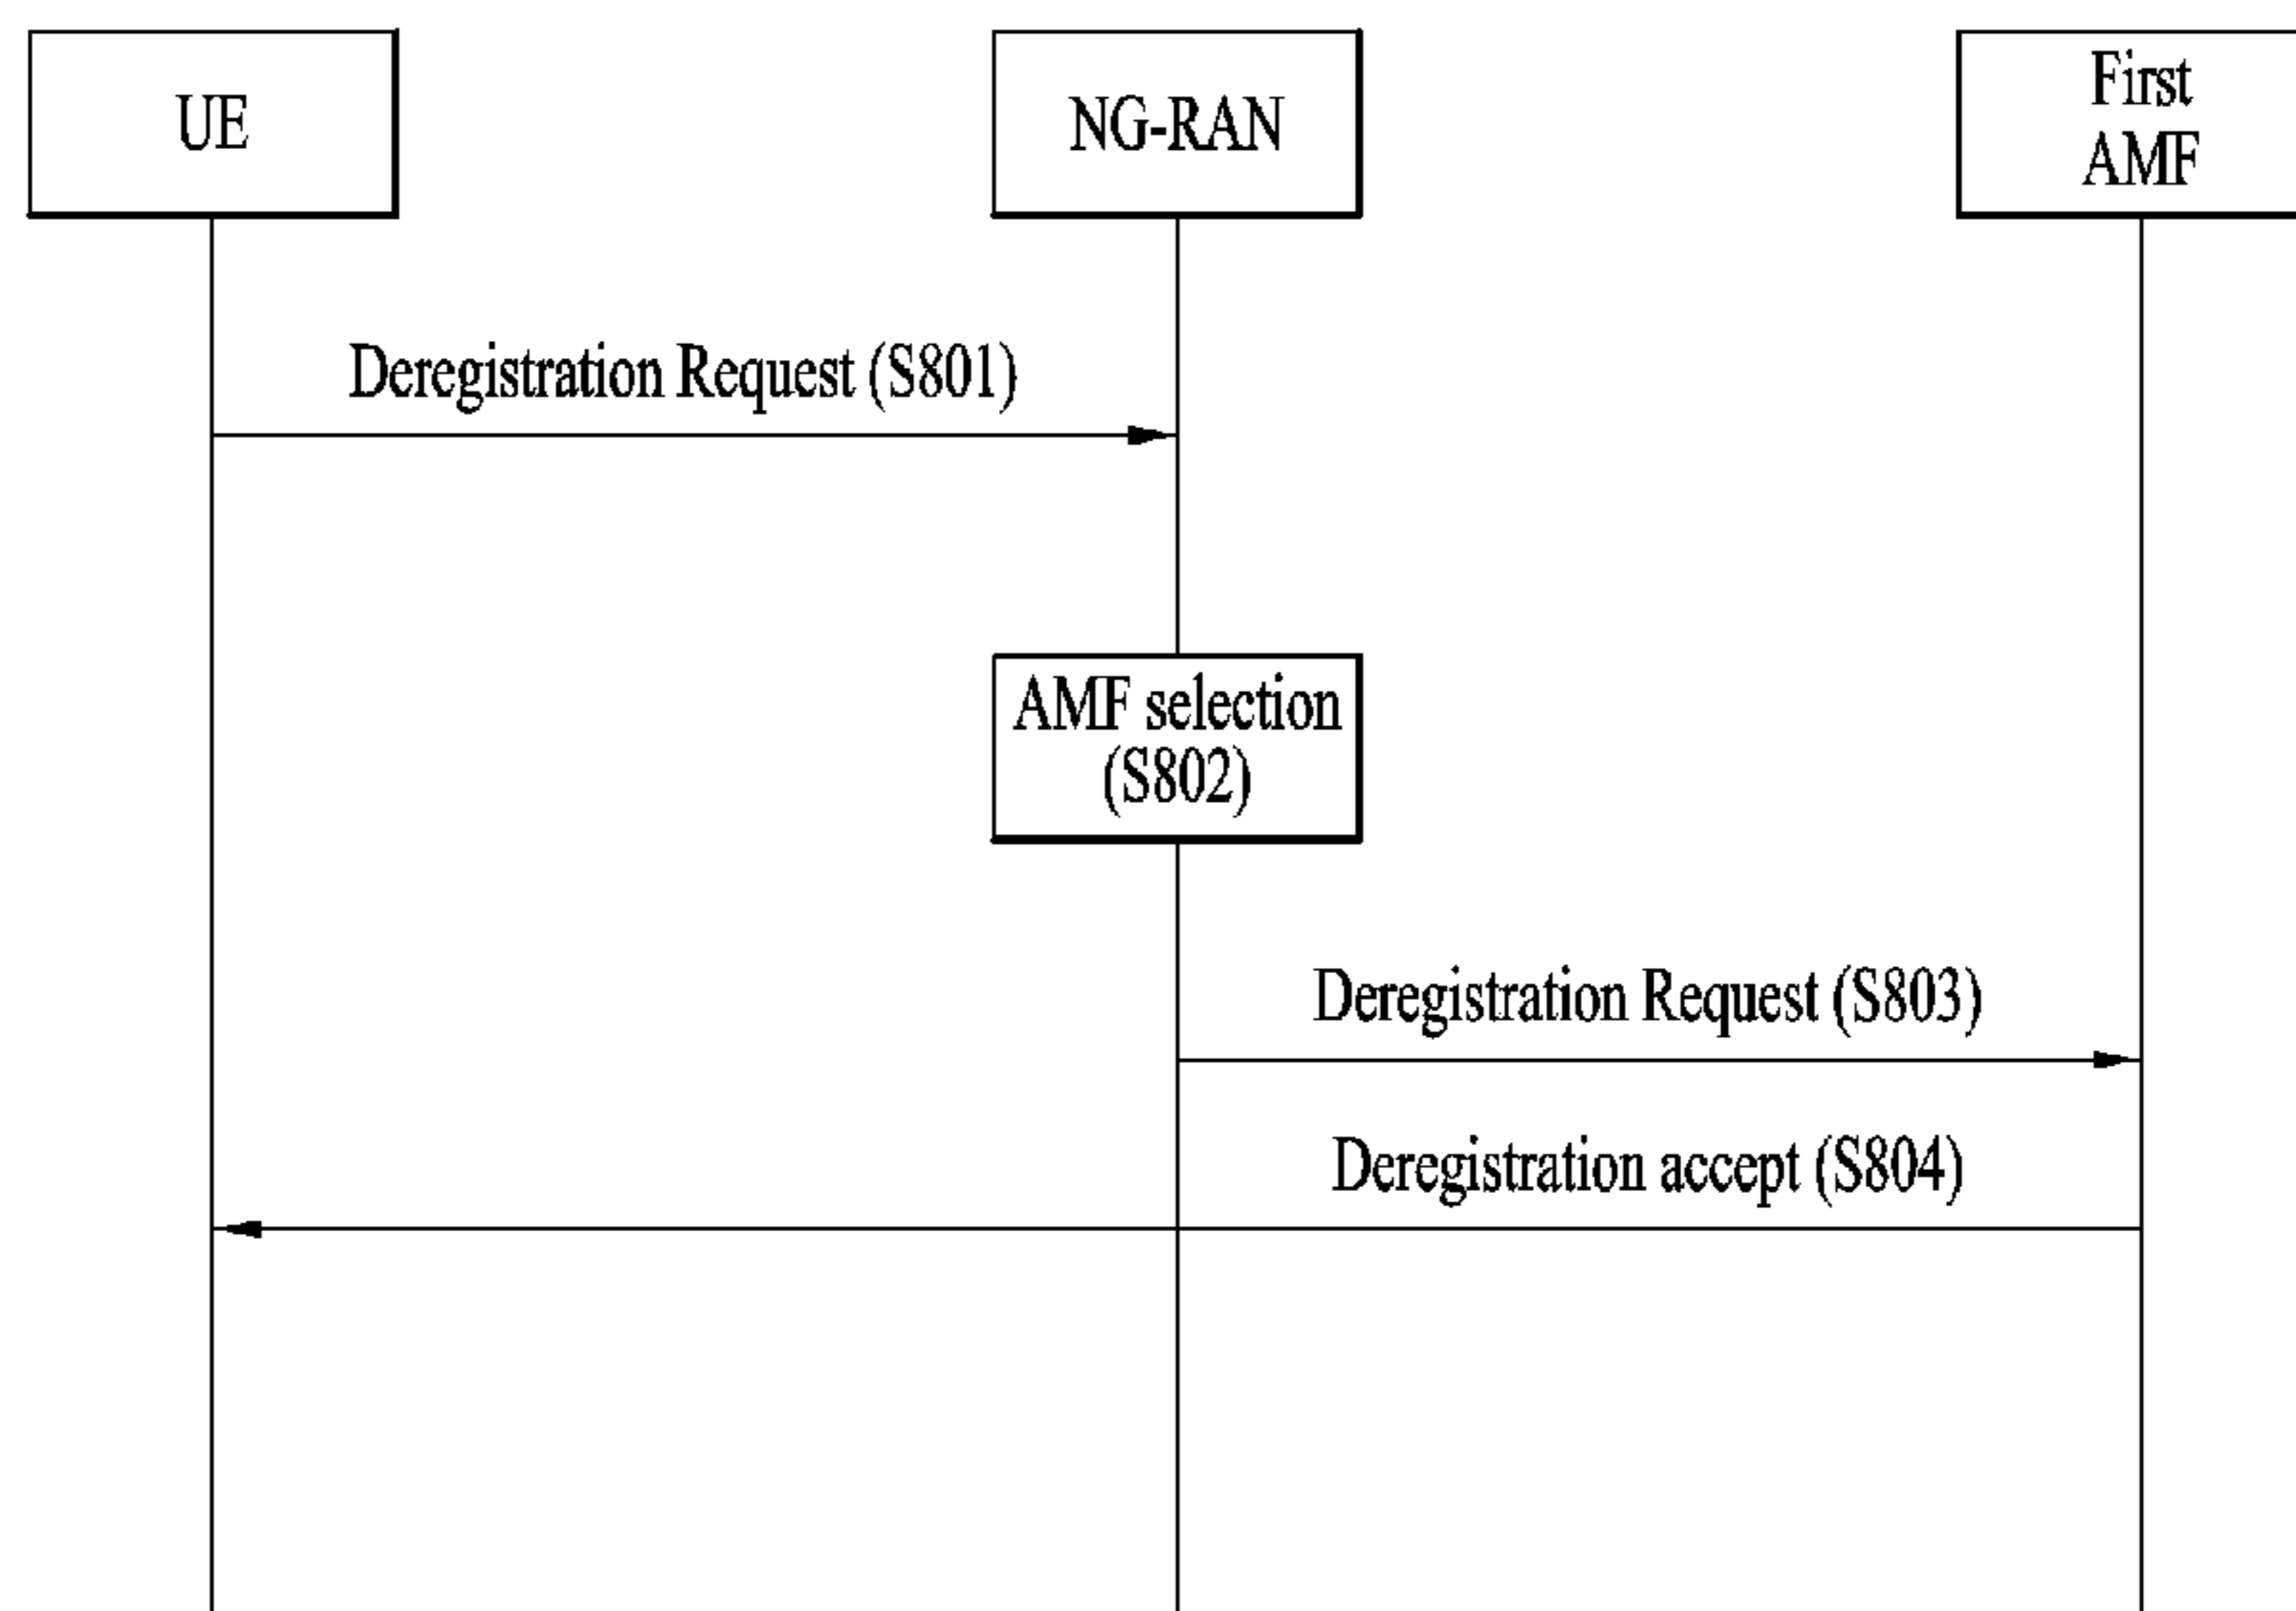 UE
NG-RAN
First
AMF
Deregistration Request (S801)
AMF selection
(S802)
Deregistration Request (S803)
Deregistration accept (S804)